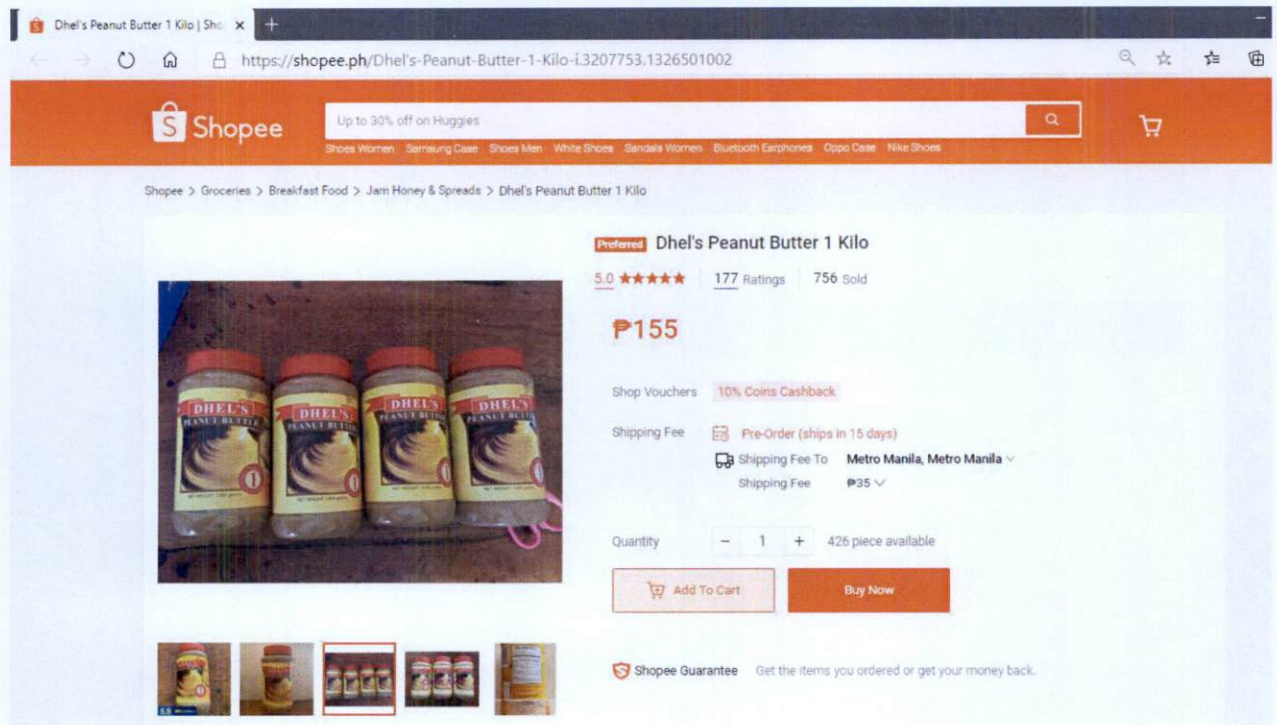 Dhel's Peanut Butter 1 Kilo | Sho
https://shopee.ph/Dhel's-Peanut-Butter-1-Kilo-i.3207753.1326501002
Shopee
Up to 30% off on Huggies
Shoes Women Samsung Case Shoes Men White Shoes Sandals Women Bluetooth Earphones Oppo Case Nike Shoes
Shopee > Groceries > Breakfast Food > Jam Honey & Spreads > Dhel's Peanut Butter 1 Kilo
Preferred Dhel's Peanut Butter 1 Kilo
5.0 ★★★★★ 177 Ratings 756 Sold
₱155
Shop Vouchers 10% Coins Cashback
Shipping Fee Pre-Order (ships in 15 days)
Shipping Fee To Metro Manila, Metro Manila
Shipping Fee ₱35
Quantity - 1 + 426 piece available
Add To Cart Buy Now
Shopee Guarantee Get the items you ordered or get your money back.
DHEL'S DHEL'S DHEL'S DHEL'S
PEANUT BUTTER PEANUT BUTTER PEANUT BUTTER PEANUT BUTTER
1
5.5